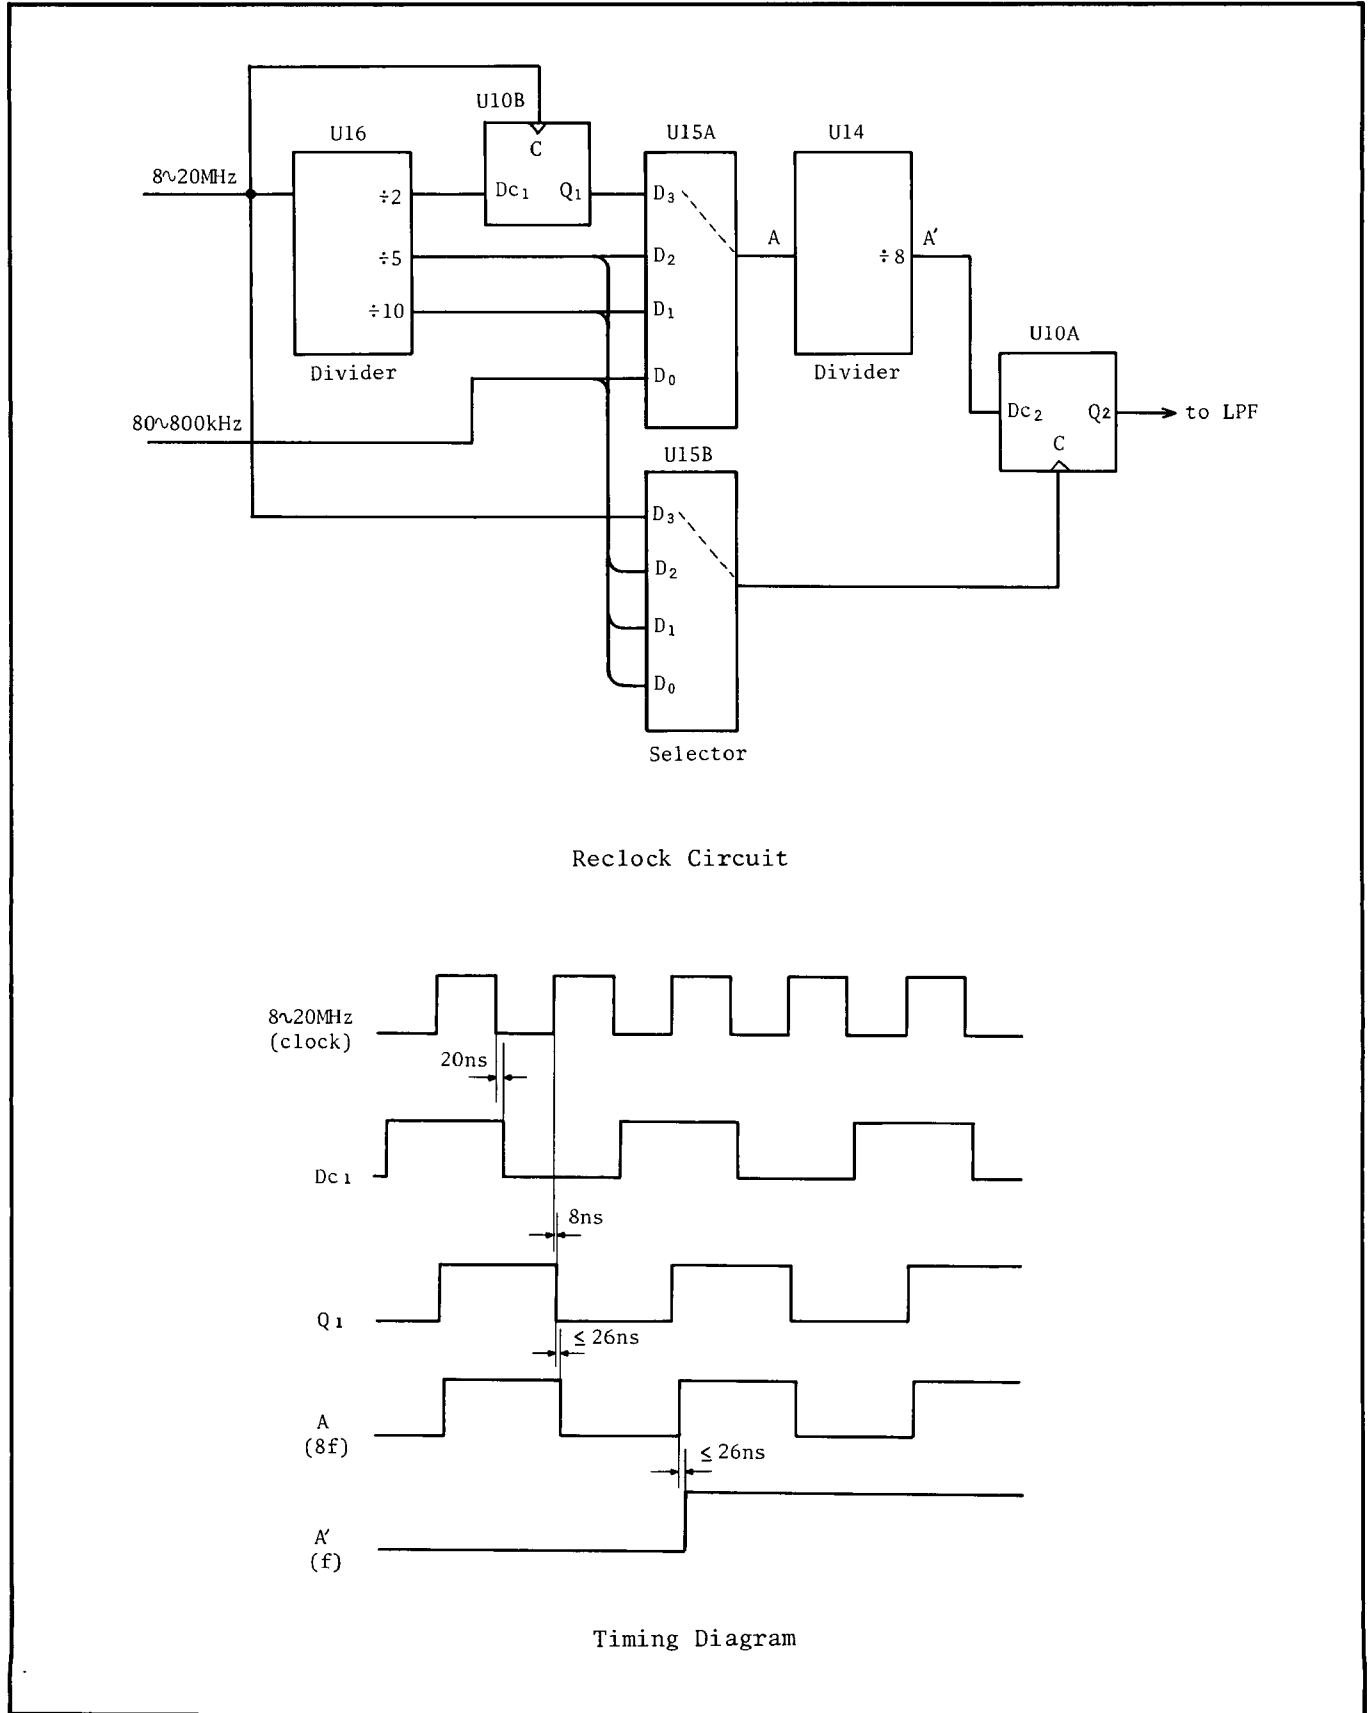 U10B
U16
U15A
U14
C
8∿20MHz
÷2
Dc₁
Q₁
D₃
A
A′
÷5
D₂
÷8
÷10
D₁
U10A
Divider
D₀
Divider
Dc₂
Q₂
to LPF
80∿800kHz
C
U15B
D₃
D₂
D₁
D₀
Selector
Reclock Circuit
8∿20MHz
(clock)
20ns
Dc₁
8ns
Q₁
≤ 26ns
A
(8f)
≤ 26ns
A′
(f)
Timing Diagram